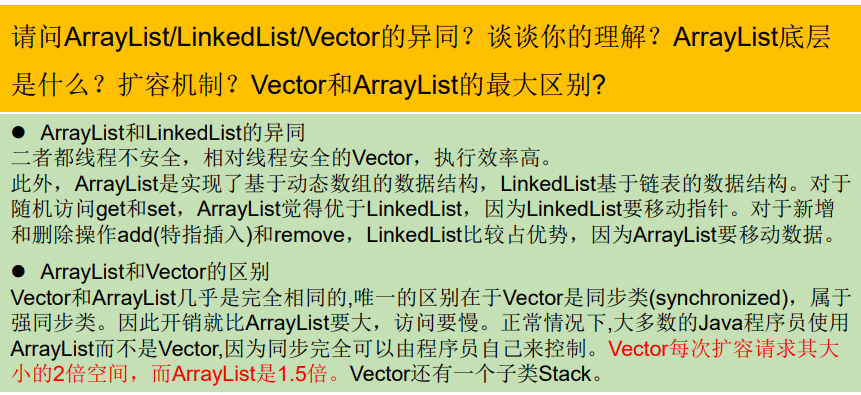 请问ArrayList/LinkedList/Vector的异同？谈谈你的理解？ArrayList底层
是什么？扩容机制？Vector和ArrayList的最大区别?
● ArrayList和LinkedList的异同
二者都线程不安全，相对线程安全的Vector，执行效率高。
此外，ArrayList是实现了基于动态数组的数据结构，LinkedList基于链表的数据结构。对于
随机访问get和set，ArrayList觉得优于LinkedList，因为LinkedList要移动指针。对于新增
和删除操作add(特指插入)和remove，LinkedList比较占优势，因为ArrayList要移动数据。
● ArrayList和Vector的区别
Vector和ArrayList几乎是完全相同的,唯一的区别在于Vector是同步类(synchronized)，属于
强同步类。因此开销就比ArrayList要大，访问要慢。正常情况下,大多数的Java程序员使用
ArrayList而不是Vector,因为同步完全可以由程序员自己来控制。Vector每次扩容请求其大
小的2倍空间，而ArrayList是1.5倍。Vector还有一个子类Stack。